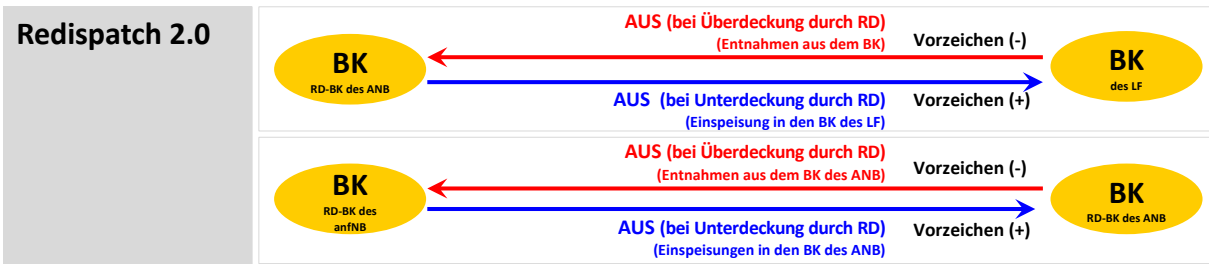 Redispatch 2.0
AUS (bei Überdeckung durch RD)
(Entnahmen aus dem BK)
Vorzeichen (-)
BK
RD-BK des ANB
BK
des LF
AUS (bei Unterdeckung durch RD)
(Einspeisung in den BK des LF)
Vorzeichen (+)
AUS (bei Überdeckung durch RD)
(Entnahmen aus dem BK des ANB)
Vorzeichen (-)
BK
RD-BK des
anfNB
BK
RD-BK des ANB
AUS (bei Unterdeckung durch RD)
(Einspeisungen in den BK des ANB)
Vorzeichen (+)